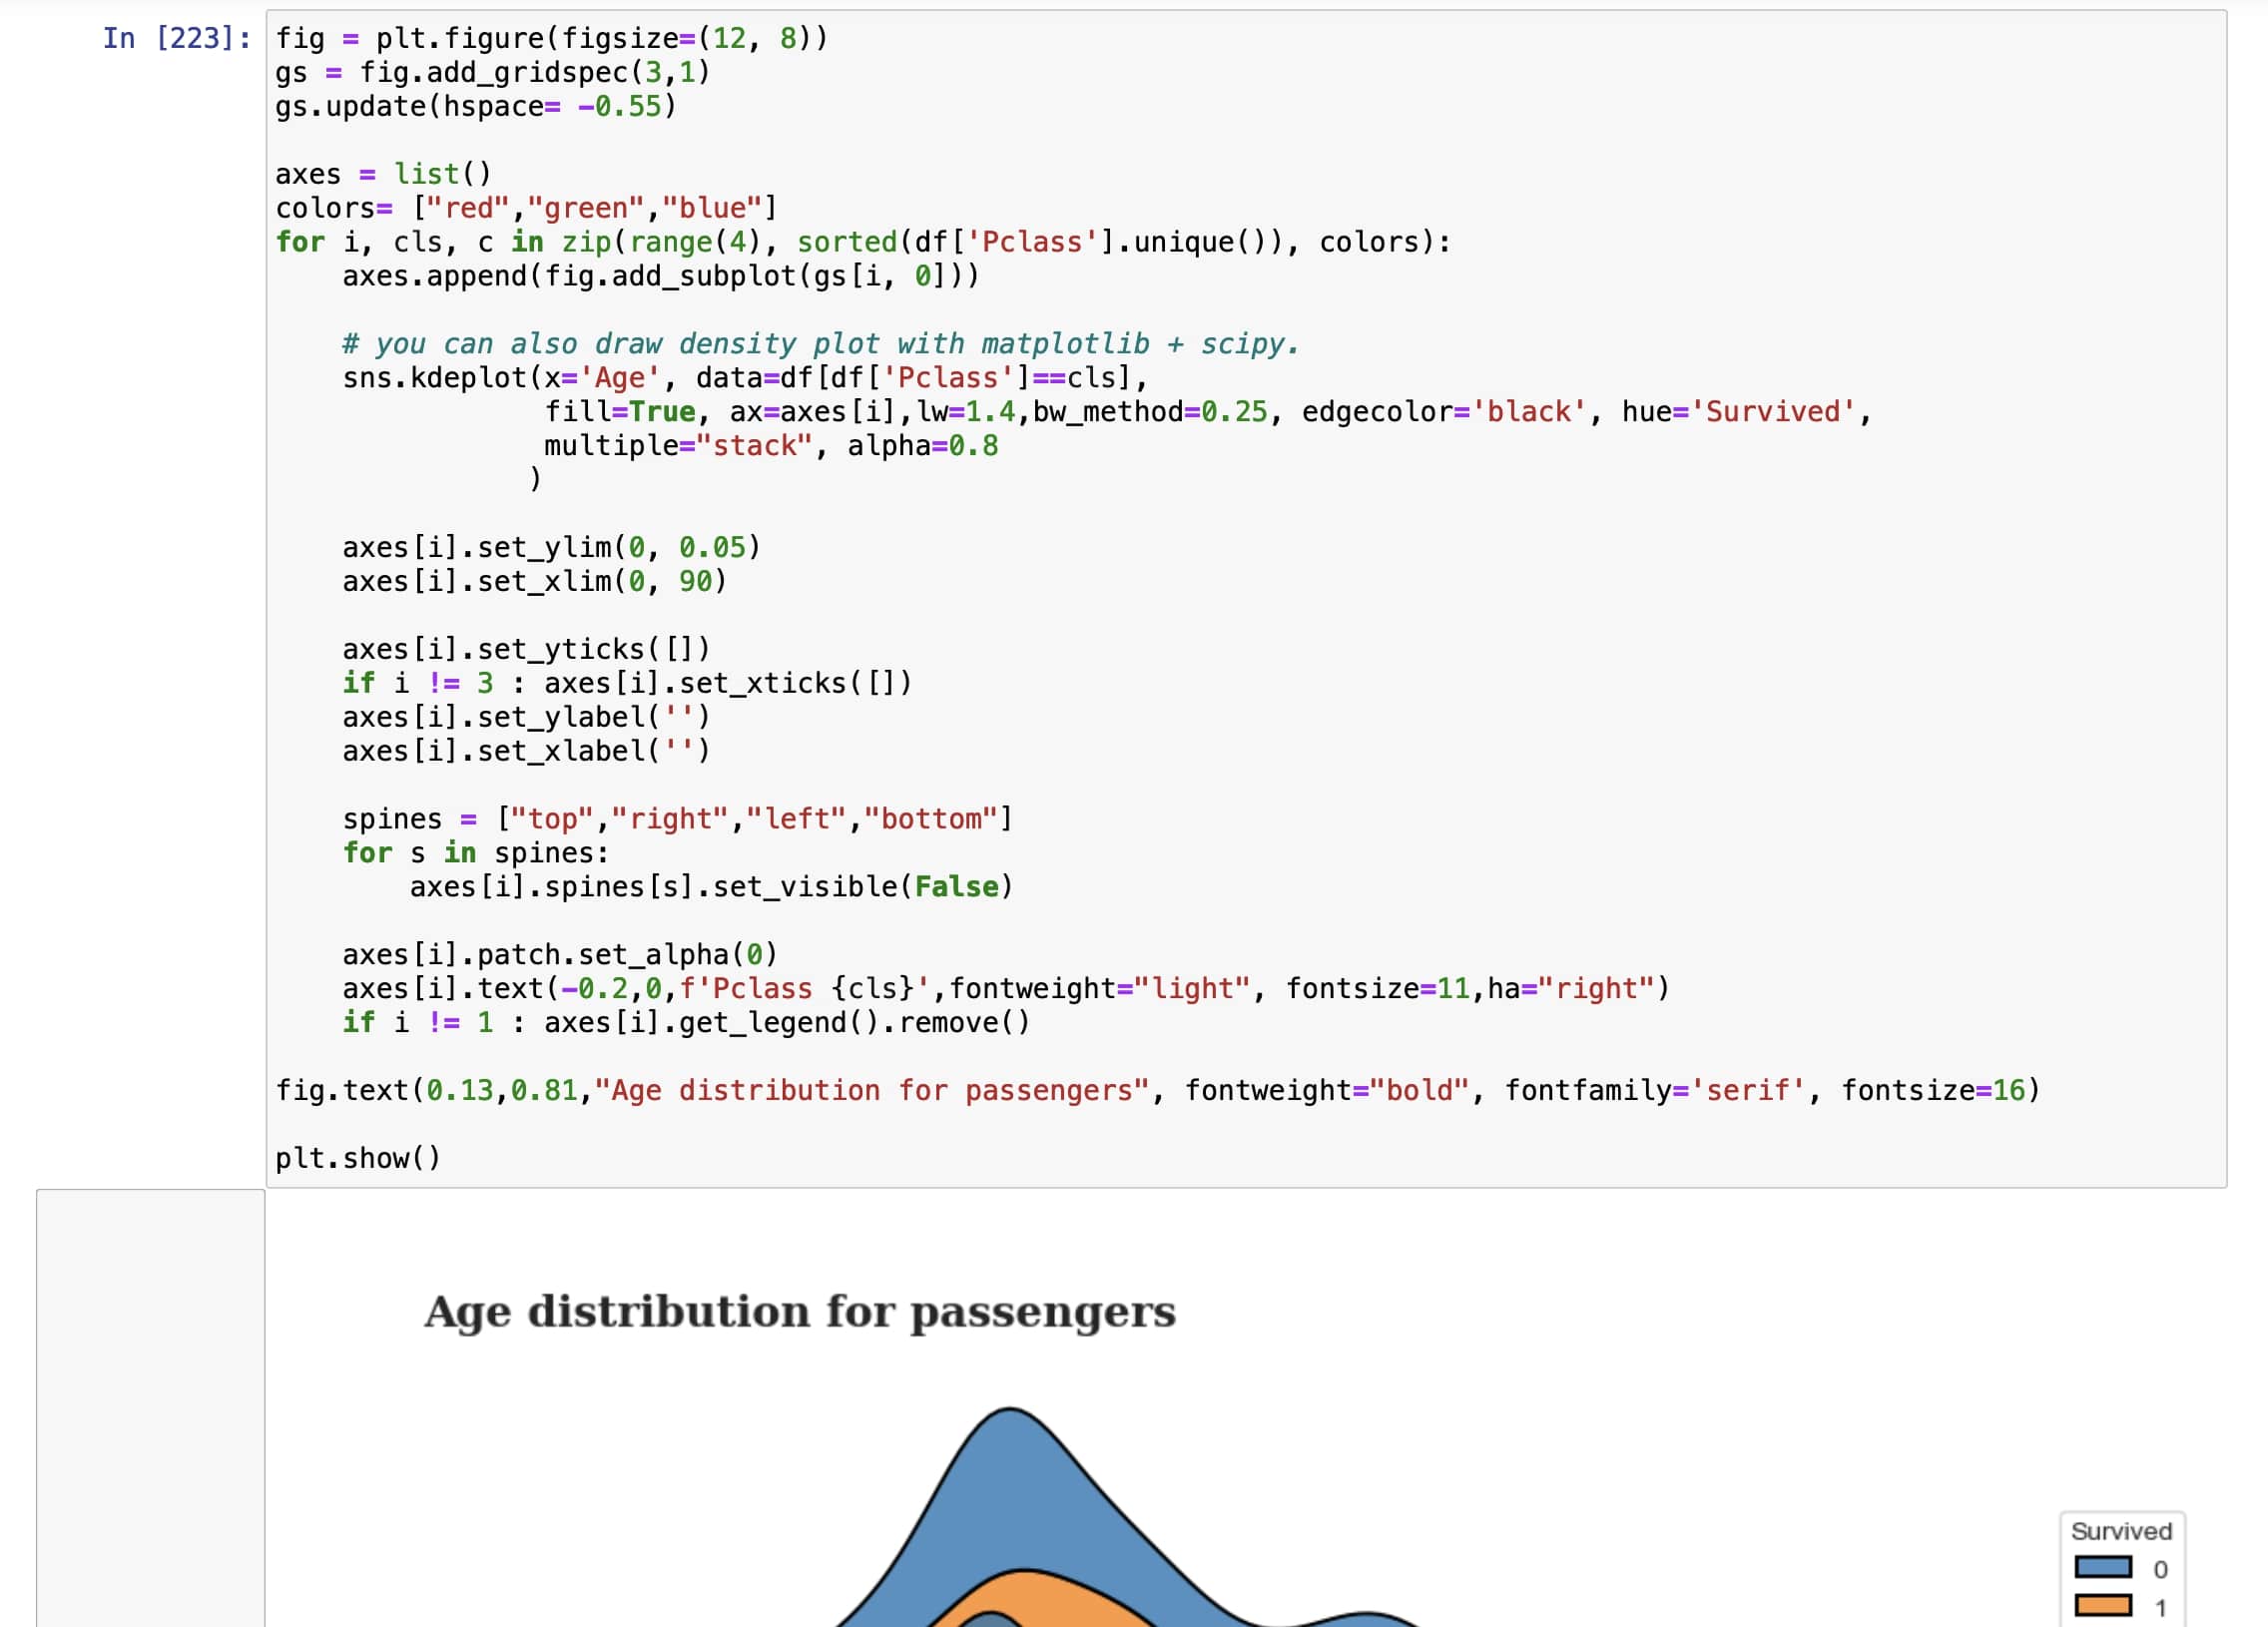 In [223]: fig = plt.figure(figsize=(12, 8))
gs = fig.add_gridspec(3,1)
gs.update(hspace= -0.55)

axes = list()
colors= ["red","green","blue"]
for i, cls, c in zip(range(4), sorted(df['Pclass'].unique()), colors):
    axes.append(fig.add_subplot(gs[i, 0]))

    # you can also draw density plot with matplotlib + scipy.
    sns.kdeplot(x='Age', data=df[df['Pclass']==cls],
                fill=True, ax=axes[i],lw=1.4,bw_method=0.25, edgecolor='black', hue='Survived',
                multiple="stack", alpha=0.8
               )

    axes[i].set_ylim(0, 0.05)
    axes[i].set_xlim(0, 90)

    axes[i].set_yticks([])
    if i != 3 : axes[i].set_xticks([])
    axes[i].set_ylabel('')
    axes[i].set_xlabel('')

    spines = ["top","right","left","bottom"]
    for s in spines:
        axes[i].spines[s].set_visible(False)

    axes[i].patch.set_alpha(0)
    axes[i].text(-0.2,0,f'Pclass {cls}',fontweight="light", fontsize=11,ha="right")
    if i != 1 : axes[i].get_legend().remove()

fig.text(0.13,0.81,"Age distribution for passengers", fontweight="bold", fontfamily='serif', fontsize=16)

plt.show()
Age distribution for passengers
Survived
0
1